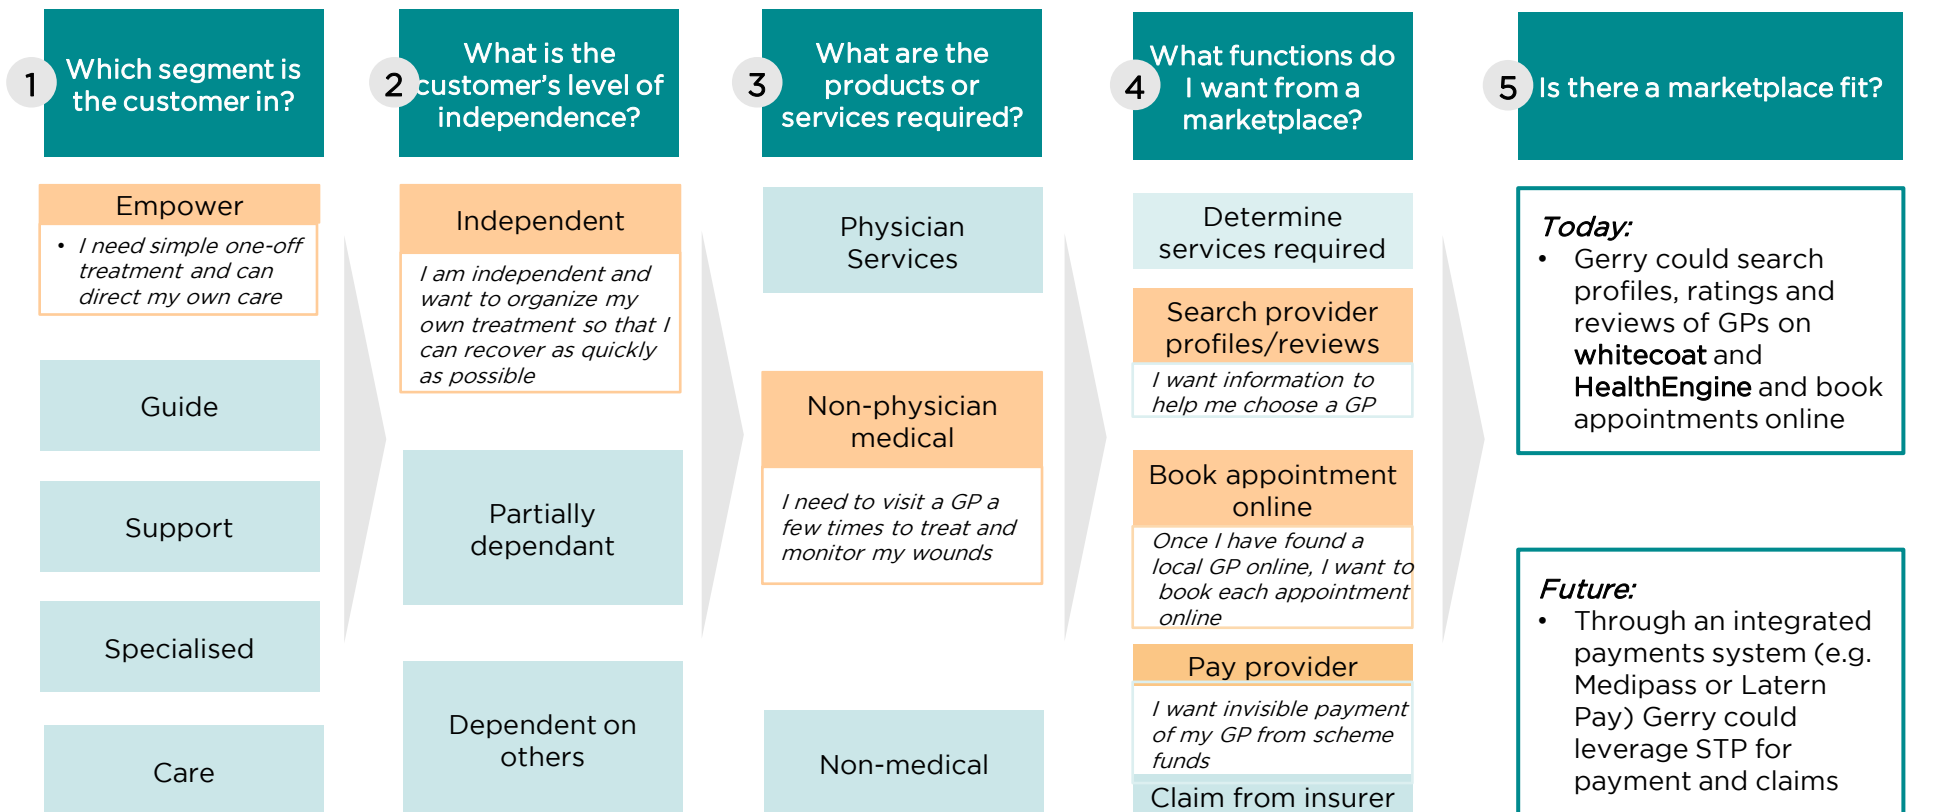 1
Which segment is
the customer in?
2
What is the
customer's level of
independence?
3
What are the
products or
services required?
4
What functions do
I want from a
marketplace?
5
Is there a marketplace fit?
Empower
• I need simple one-off
treatment and can
direct my own care
Guide
Support
Specialised
Care
Independent
I am independent and
want to organize my
own treatment so that I
can recover as quickly
as possible
Partially
dependant
Dependent on
others
Physician
Services
Non-physician
medical
I need to visit a GP a
few times to treat and
monitor my wounds
Non-medical
Determine
services required
Search provider
profiles/reviews
I want information to
help me choose a GP
Book appointment
online
Once I have found a
local GP online, I want to
book each appointment
online
Pay provider
I want invisible payment
of my GP from scheme
funds
Claim from insurer
Today:
• Gerry could search
profiles, ratings and
reviews of GPs on
whitecoat and
HealthEngine and book
appointments online
Future:
• Through an integrated
payments system (e.g.
Medipass or Latern
Pay) Gerry could
leverage STP for
payment and claims